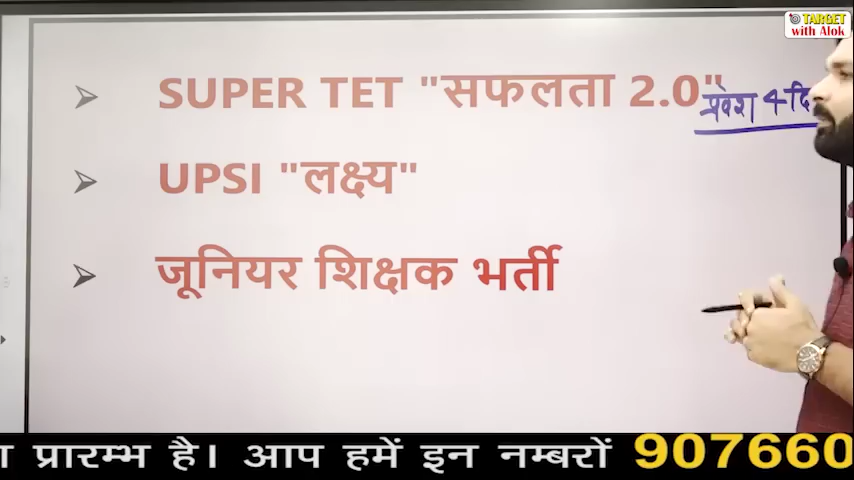 TARGET
with Alok
SUPER TET "सफलता 2.0"
प्रवेश 4 दि
UPSI "लक्ष्य"
जूनियर शिक्षक भर्ती
प्रारम्भ है। आप हमें इन नम्बरों 907660